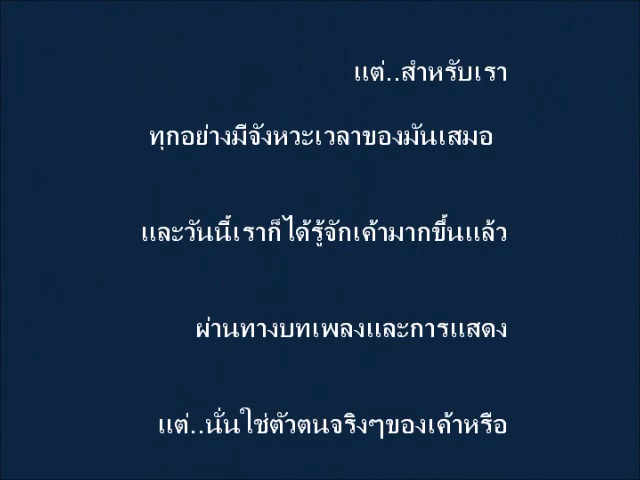 แต่..สำหรับเรา
ทุกอย่างมีจังหวะเวลาของมันเสมอ
และวันนี้เราก็ได้รู้จักเค้ามากขึ้นแล้ว
ผ่านทางบทเพลงและการแสดง
แต่..นั่นใช่ตัวตนจริงๆของเค้าหรือ